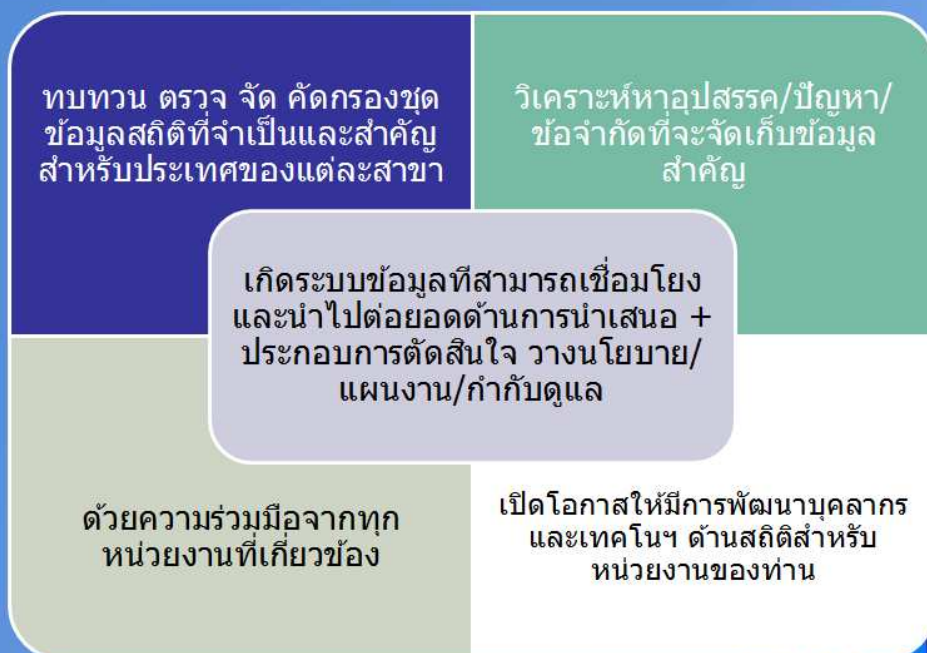 ทบทวน ตรวจ จัด คัดกรองชุด
ข้อมูลสถิติที่จำเป็นและสำคัญ
สำหรับประเทศของแต่ละสาขา
วิเคราะห์หาอุปสรรค/ปัญหา/
ข้อจำกัดที่จะจัดเก็บข้อมูล
สำคัญ
เกิดระบบข้อมูลทีสามารถเชื่อมโยง
และนำไปต่อยอดด้านการนำเสนอ +
ประกอบการตัดสินใจ วางนโยบาย/
แผนงาน/กำกับดูแล
ด้วยความร่วมมือจากทุก
หน่วยงานที่เกี่ยวข้อง
เปิดโอกาสให้มีการพัฒนาบุคลากร
และเทคโนฯ ด้านสถิติสำหรับ
หน่วยงานของท่าน